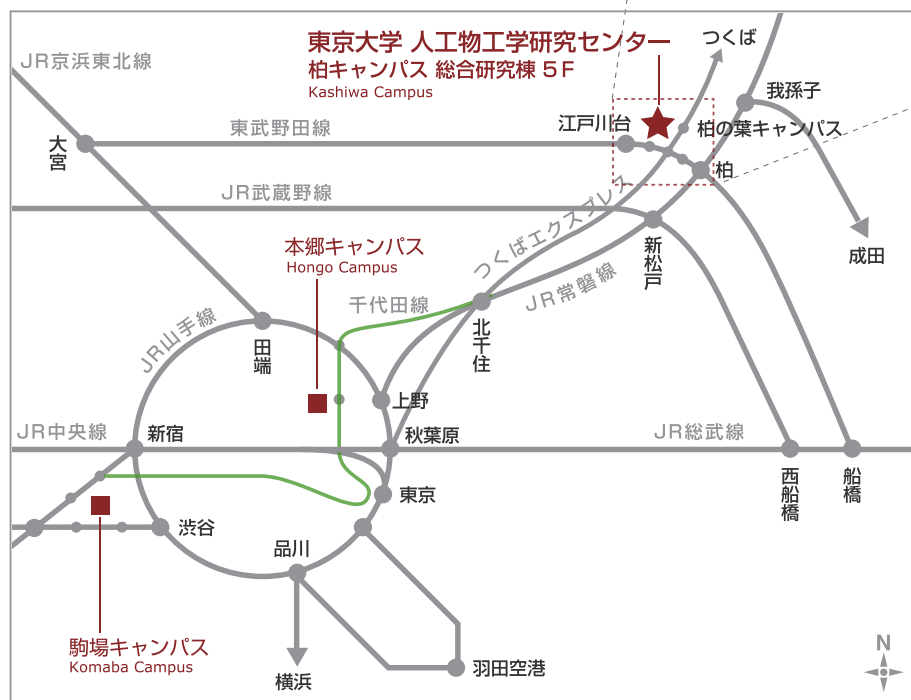 東京大学 人工物工学研究センター
柏キャンパス 総合研究棟 5F
Kashiwa Campus
つくば
JR京浜東北線
我孫子
東武野田線
江戸川台
柏の葉キャンパス
大宮
柏
JR武蔵野線
つくばエクスプレス
新松戸
成田
本郷キャンパス
Hongo Campus
千代田線
JR常磐線
JR山手線
田端
北千住
上野
JR中央線
新宿
秋葉原
JR総武線
西船橋
船橋
東京
渋谷
品川
駒場キャンパス
Komaba Campus
横浜
羽田空港
N